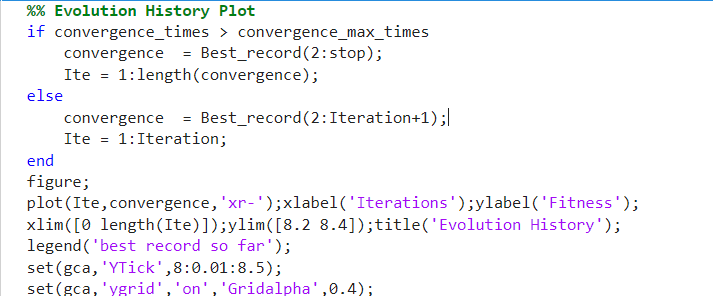 %% Evolution History Plot
if convergence_times > convergence_max_times
    convergence  = Best_record(2:stop);
    Ite = 1:length(convergence);
else
    convergence  = Best_record(2:Iteration+1);
    Ite = 1:Iteration;
end
figure;
plot(Ite,convergence,'xr-');xlabel('Iterations');ylabel('Fitness');
xlim([0 length(Ite)]);ylim([8.2 8.4]);title('Evolution History');
legend('best record so far');
set(gca,'YTick',8:0.01:8.5);
set(gca,'ygrid','on','Gridalpha',0.4);